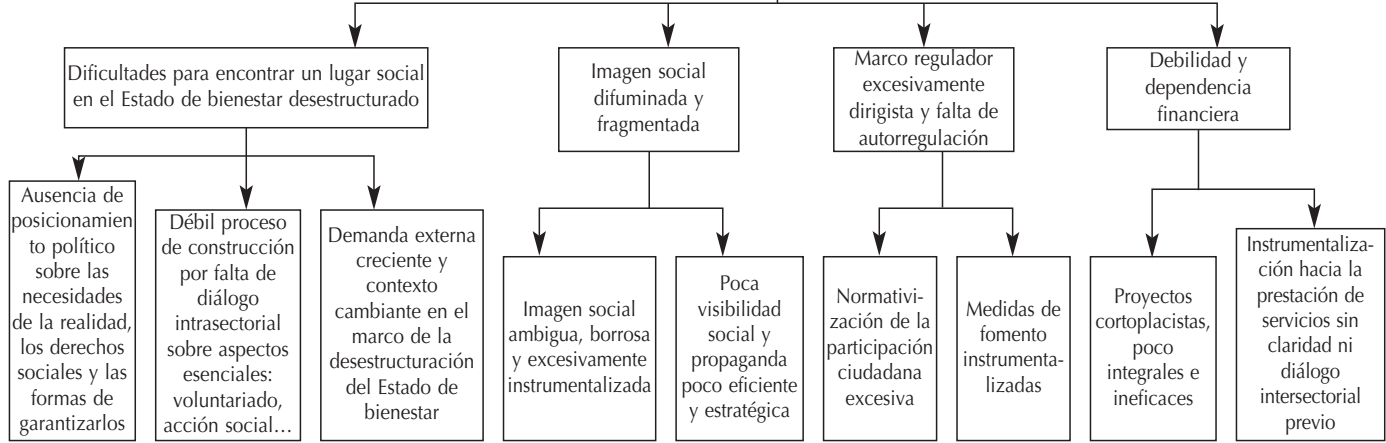 Dificultades para encontrar un lugar social
en el Estado de bienestar desestructurado
Imagen social
difuminada y
fragmentada
Marco regulador
excesivamente
dirigista y falta de
autorregulación
Debilidad y
dependencia
financiera
Ausencia de
posicionamien
to político
sobre las
necesidades
de la realidad,
los derechos
sociales y las
formas de
garantizarlos
Débil proceso
de construcción
por falta de
diálogo
intrasectorial
sobre aspectos
esenciales:
voluntariado,
acción social…
Demanda externa
creciente y
contexto
cambiante en el
marco de la
desestructuración
del Estado de
bienestar
Imagen social
ambigua, borrosa
y excesivamente
instrumentalizada
Poca
visibilidad
social y
propaganda
poco eficiente
y estratégica
Normativi-
zación de la
participación
ciudadana
excesiva
Medidas de
fomento
instrumenta-
lizadas
Proyectos
cortoplacistas,
poco
integrales e
ineficaces
Instrumentaliza-
ción hacia la
prestación de
servicios sin
claridad ni
diálogo
intersectorial
previo